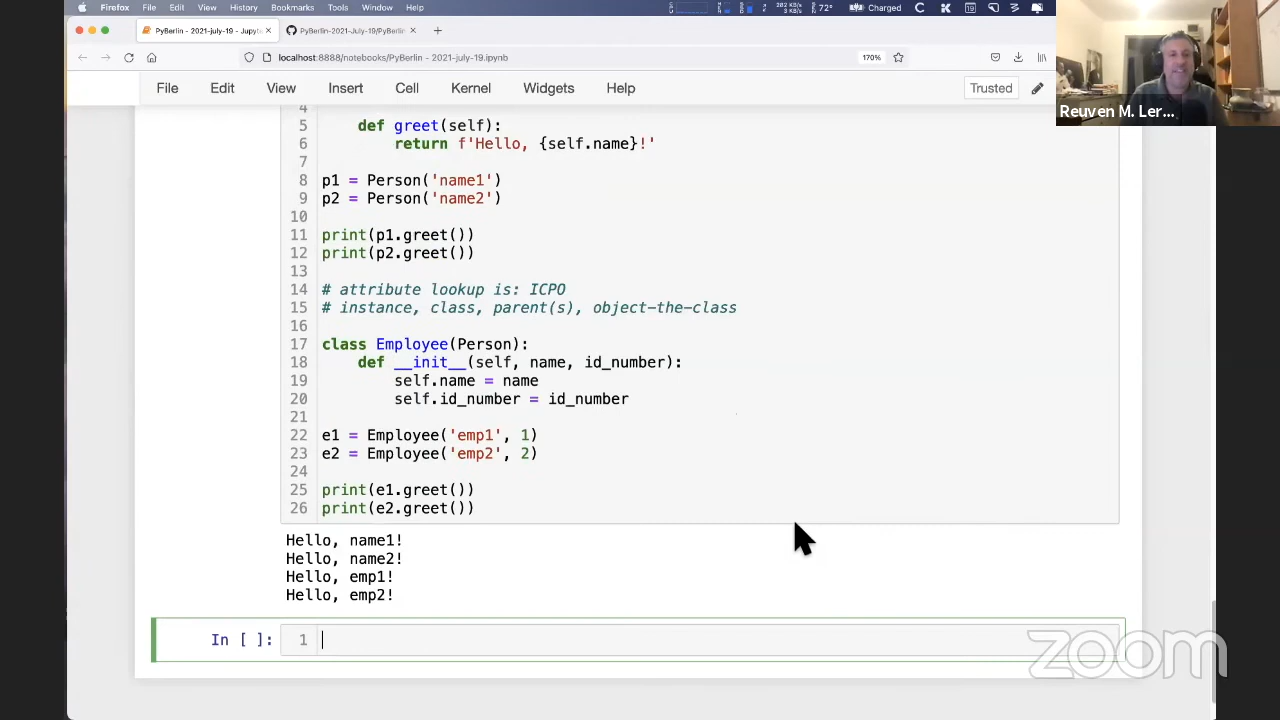 Firefox File Edit View History Bookmarks Tools Window Help
72° Charged
PyBerlin - 2021-july-19 - Jupyt
PyBerlin-2021-July-19/PyBerlin
localhost:8888/notebooks/PyBerlin - 2021-july-19.ipynb
170%
File Edit View Insert Cell Kernel Widgets Help
Trusted
Reuven M. Ler...
4
5 def greet(self):
6 return f'Hello, {self.name}!'
7
8 p1 = Person('name1')
9 p2 = Person('name2')
10
11 print(p1.greet())
12 print(p2.greet())
13
14 # attribute lookup is: ICPO
15 # instance, class, parent(s), object-the-class
16
17 class Employee(Person):
18 def __init__(self, name, id_number):
19 self.name = name
20 self.id_number = id_number
21
22 e1 = Employee('emp1', 1)
23 e2 = Employee('emp2', 2)
24
25 print(e1.greet())
26 print(e2.greet())
Hello, name1!
Hello, name2!
Hello, emp1!
Hello, emp2!
In [ ]: 1
zoom